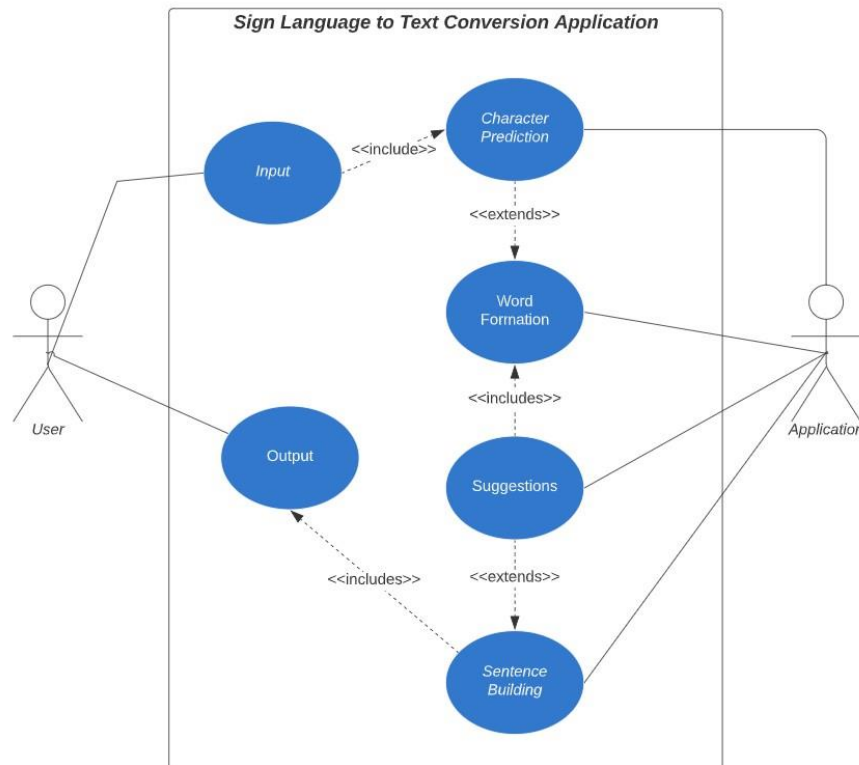 Sign Language to Text Conversion Application
Character
Prediction
<<include>>
Input
<<extends>>
Word
Formation
<<includes>>
User
Application
Output
Suggestions
<<includes>>
<<extends>>
Sentence
Building